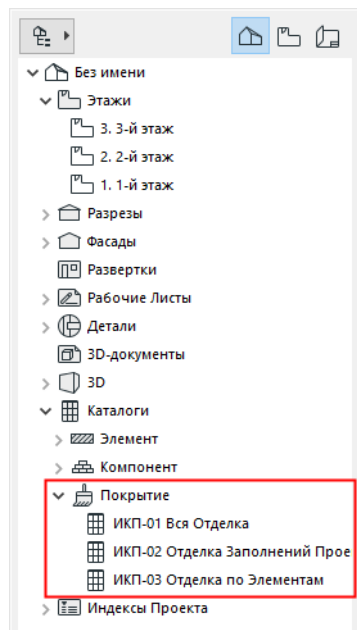 Без имени
Этажи
3. 3-й этаж
2. 2-й этаж
1. 1-й этаж
Разрезы
Фасады
Развертки
Рабочие Листы
Детали
3D-документы
3D
Каталоги
Элемент
Компонент
Покрытие
ИКП-01 Вся Отделка
ИКП-02 Отделка Заполнений Прое
ИКП-03 Отделка по Элементам
Индексы Проекта